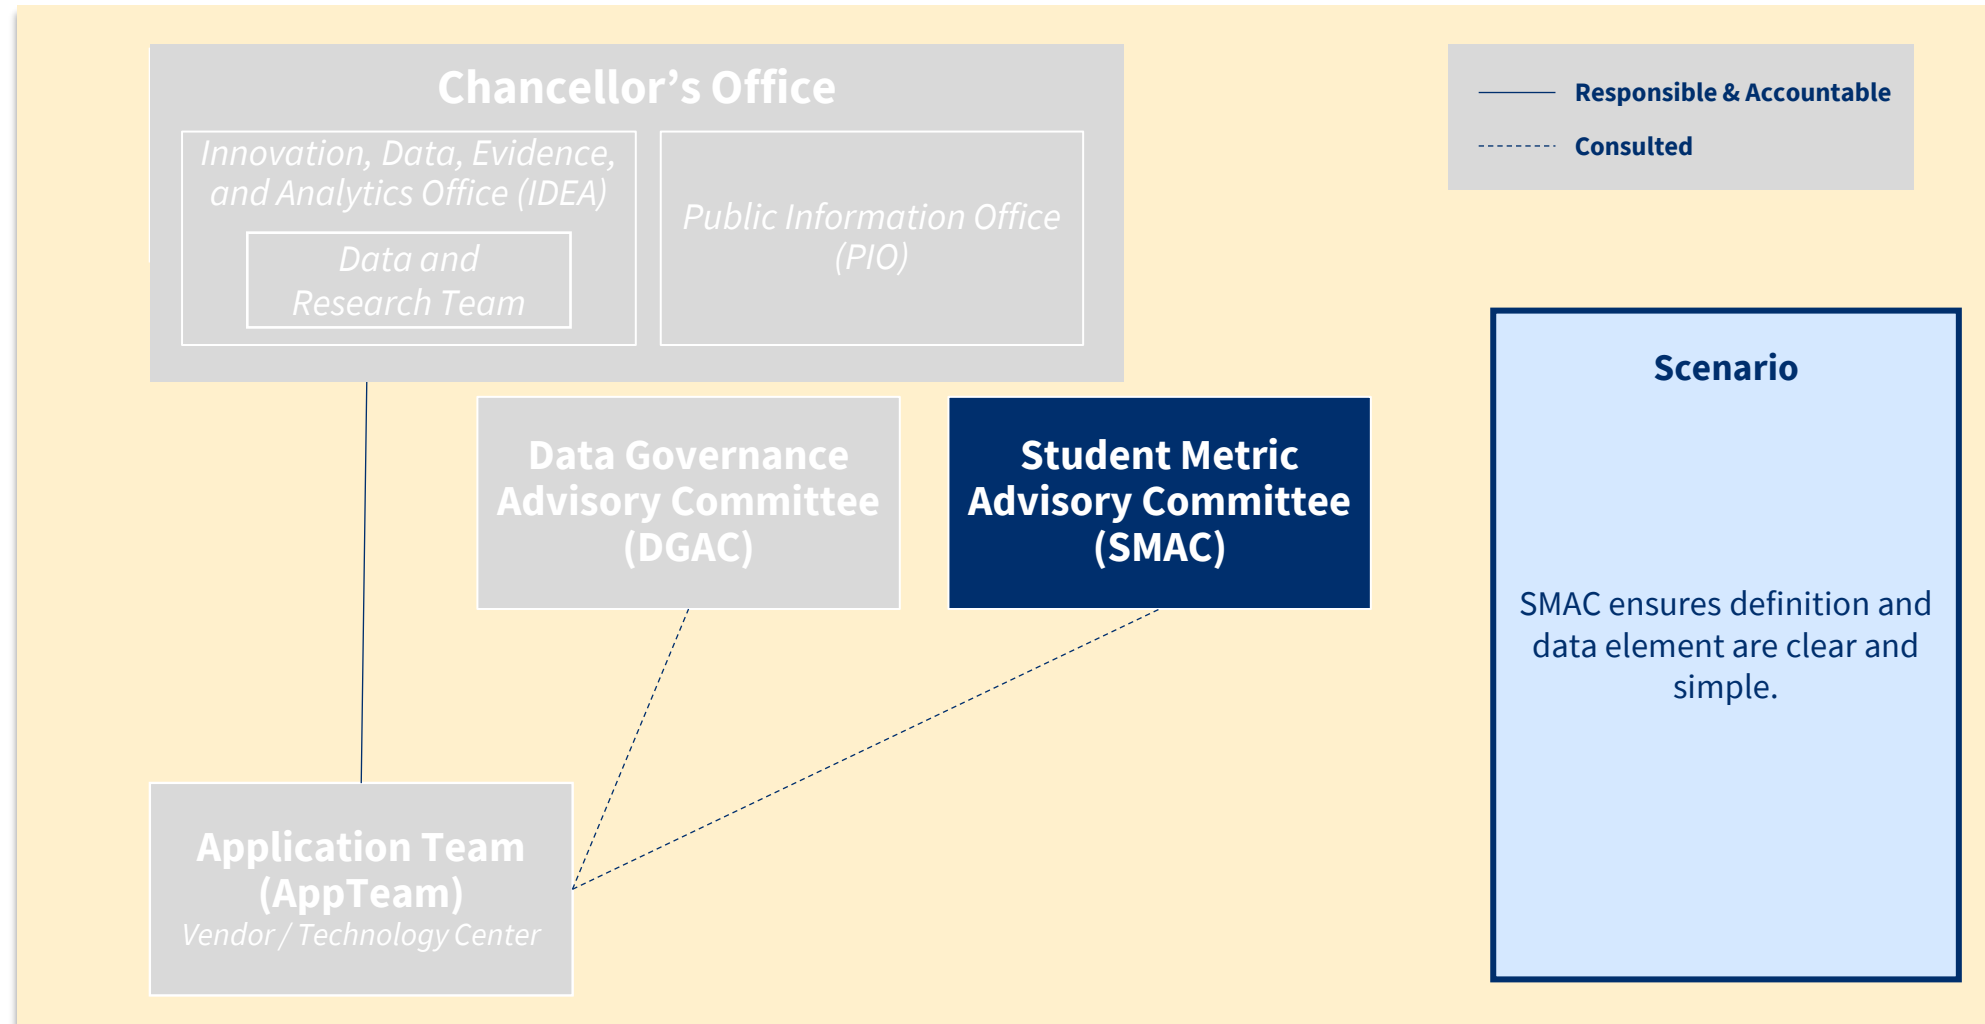 Chancellor’s Office
Innovation, Data, Evidence,
and Analytics Office (IDEA)
Data and
Research Team
Public Information Office
(PIO)
Responsible & Accountable
Consulted
Data Governance
Advisory Committee
(DGAC)
Student Metric
Advisory Committee
(SMAC)
Scenario
SMAC ensures definition and
data element are clear and
simple.
Application Team
(AppTeam)
Vendor / Technology Center